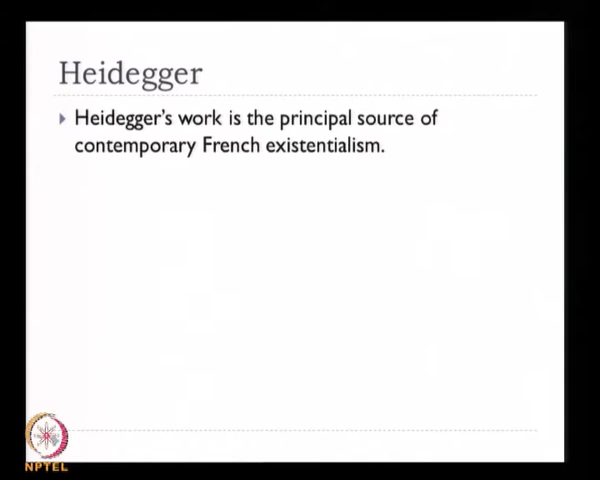 Heidegger
Heidegger's work is the principal source of
contemporary French existentialism.
NPTEL